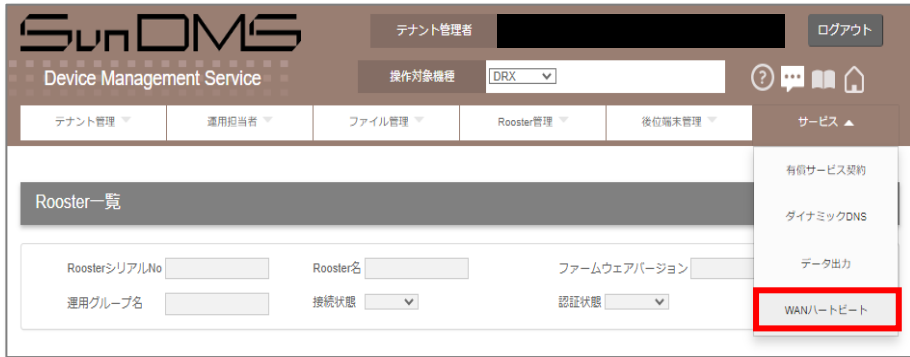 SunDMS
テナント管理者
ログアウト
Device Management Service
操作対象機種
DRX
テナント管理
運用担当者
ファイル管理
Rooster管理
後位端末管理
サービス
有償サービス契約
Rooster一覧
ダイナミックDNS
データ出力
RoosterシリアルNo
Rooster名
ファームウェアバージョン
運用グループ名
接続状態
認証状態
WANハートビート